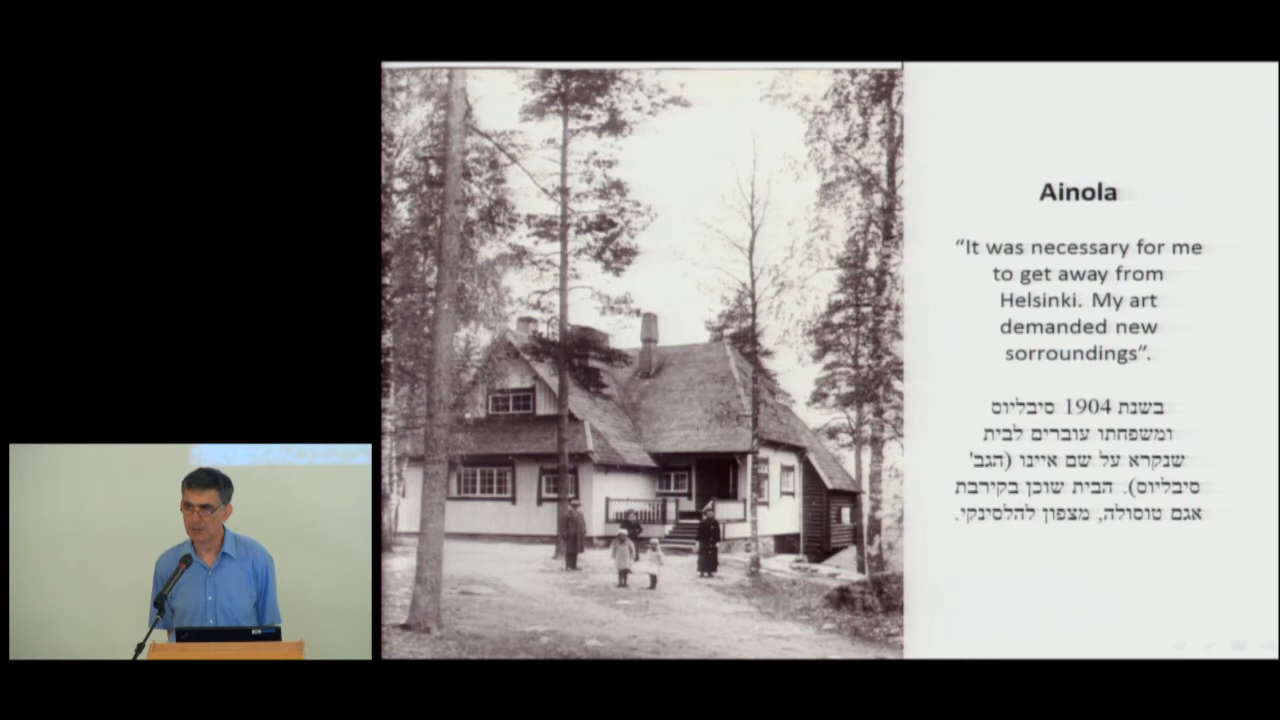 Ainola
“It was necessary for me
to get away from
Helsinki. My art
demanded new
sorroundings”.
בשנת 1904 סיבליוס
ומשפחתו עוברים לבית
שנקרא על שם איינו (הגב'
סיבליוס). הבית שוכן בקירבת
אגם טוסולה, מצפון להלסינקי.